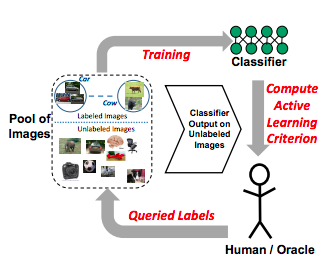 Training
Classifier
Car
Cow
Labeled Images
Unlabeled Images
Pool of
Images
Classifier
Output on
Unlabeled
Images
Compute
Active
Learning
Criterion
Queried Labels
Human / Oracle